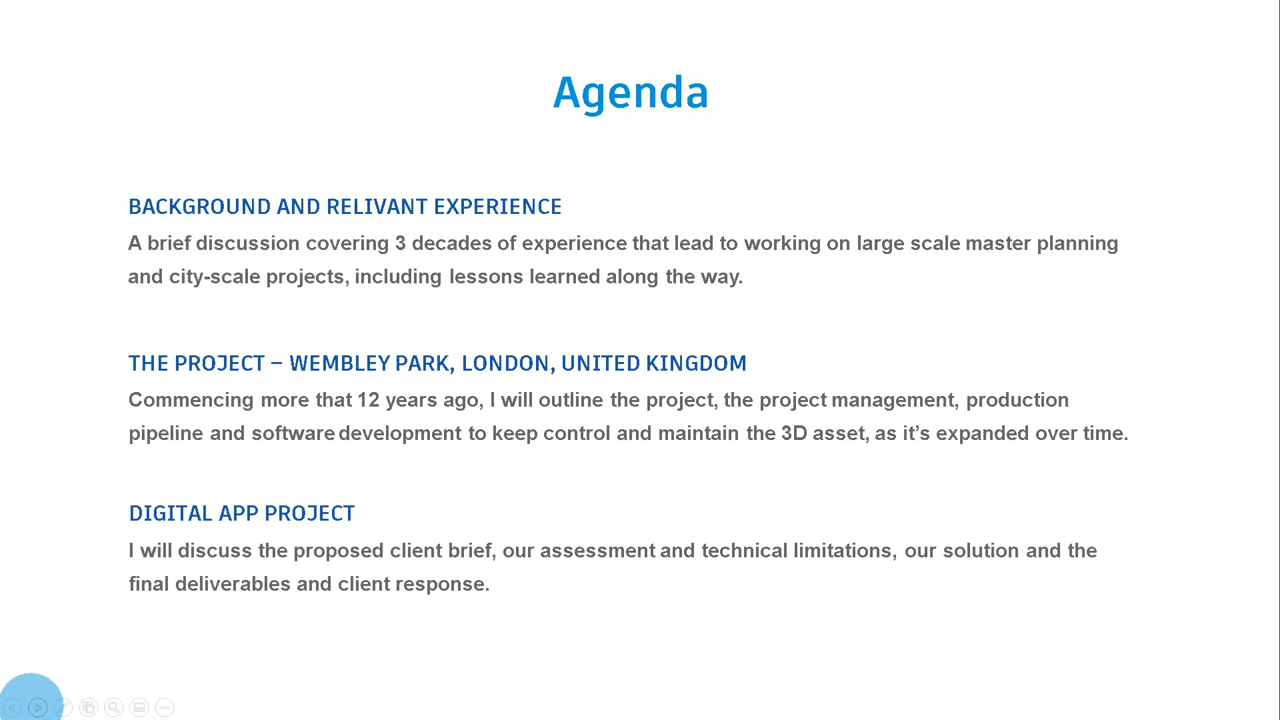 Agenda
BACKGROUND AND RELIVANT EXPERIENCE
A brief discussion covering 3 decades of experience that lead to working on large scale master planning
and city-scale projects, including lessons learned along the way.
THE PROJECT – WEMBLEY PARK, LONDON, UNITED KINGDOM
Commencing more that 12 years ago, I will outline the project, the project management, production
pipeline and software development to keep control and maintain the 3D asset, as it’s expanded over time.
DIGITAL APP PROJECT
I will discuss the proposed client brief, our assessment and technical limitations, our solution and the
final deliverables and client response.